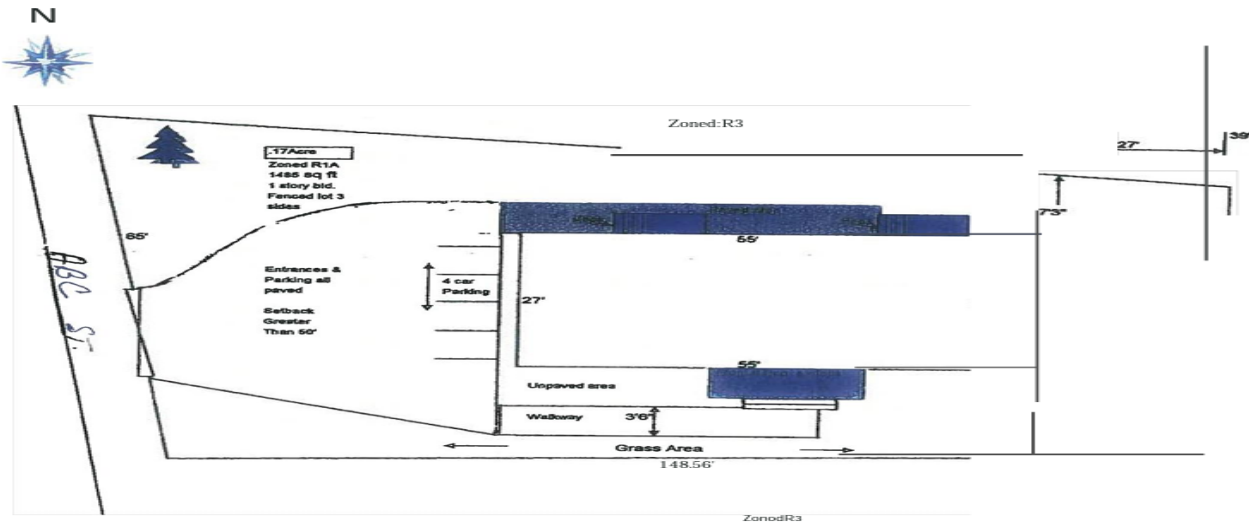 N
Zoned:R3
27'
39'
.17Acre
Zoned R1A
1485 sq ft
1 story bld.
Fenced lot 3
sides
7'3"
65'
55'
ABC St.
Entrances &
Parking all
paved
4 car
Parking
27'
Setback
Greater
Than 50'
55'
Unpaved area
Walkway
3'6"
Grass Area
148.56'
ZonodR3